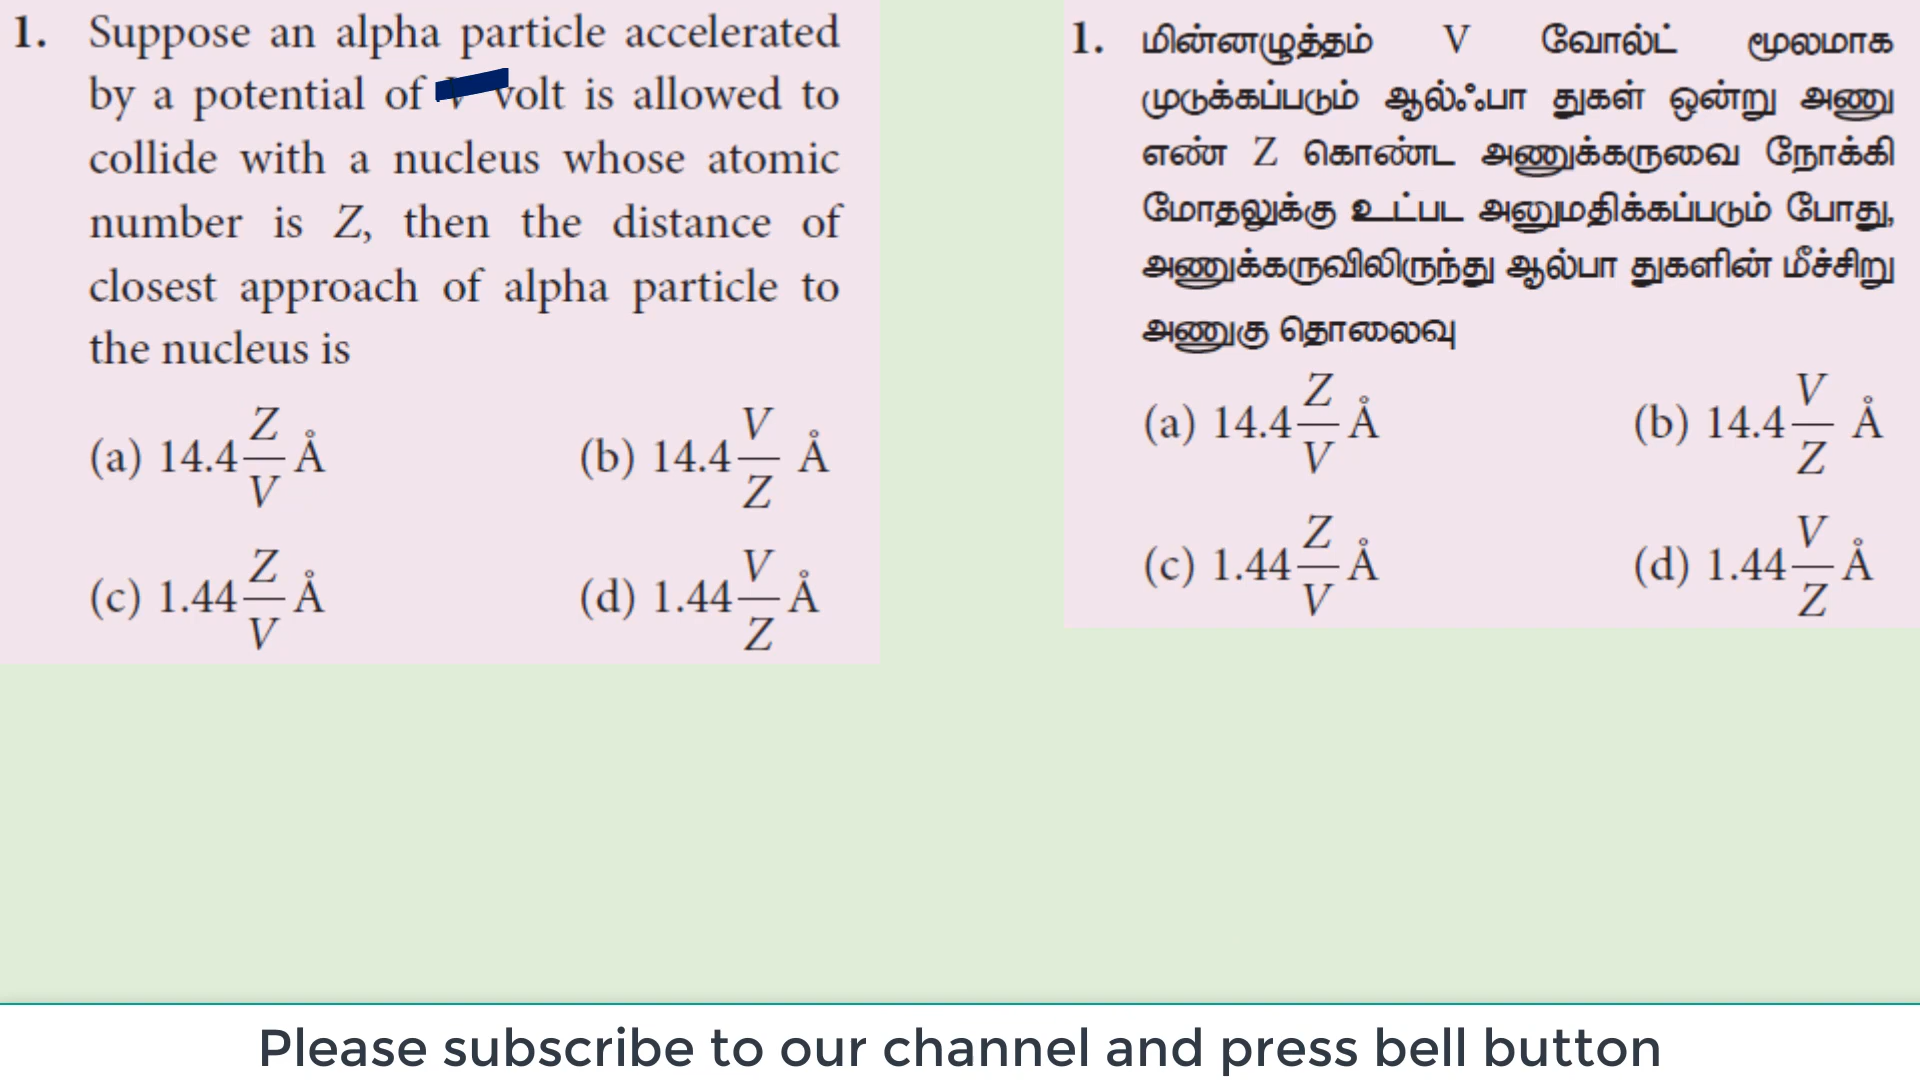 1. Suppose an alpha particle accelerated
by a potential of V volt is allowed to
collide with a nucleus whose atomic
number is Z, then the distance of
closest approach of alpha particle to
the nucleus is
(a) 14.4 Z/V Å (b) 14.4 V/Z Å
(c) 1.44 Z/V Å (d) 1.44 V/Z Å
1. மின்னழுத்தம் V வோல்ட் மூலமாக
முடுக்கப்படும் ஆல்ஃபா துகள் ஒன்று அணு
எண் Z கொண்ட அணுக்கருவை நோக்கி
மோதலுக்கு உட்பட அனுமதிக்கப்படும் போது,
அணுக்கருவிலிருந்து ஆல்பா துகளின் மீச்சிறு
அணுகு தொலைவு
(a) 14.4 Z/V Å (b) 14.4 V/Z Å
(c) 1.44 Z/V Å (d) 1.44 V/Z Å
Please subscribe to our channel and press bell button